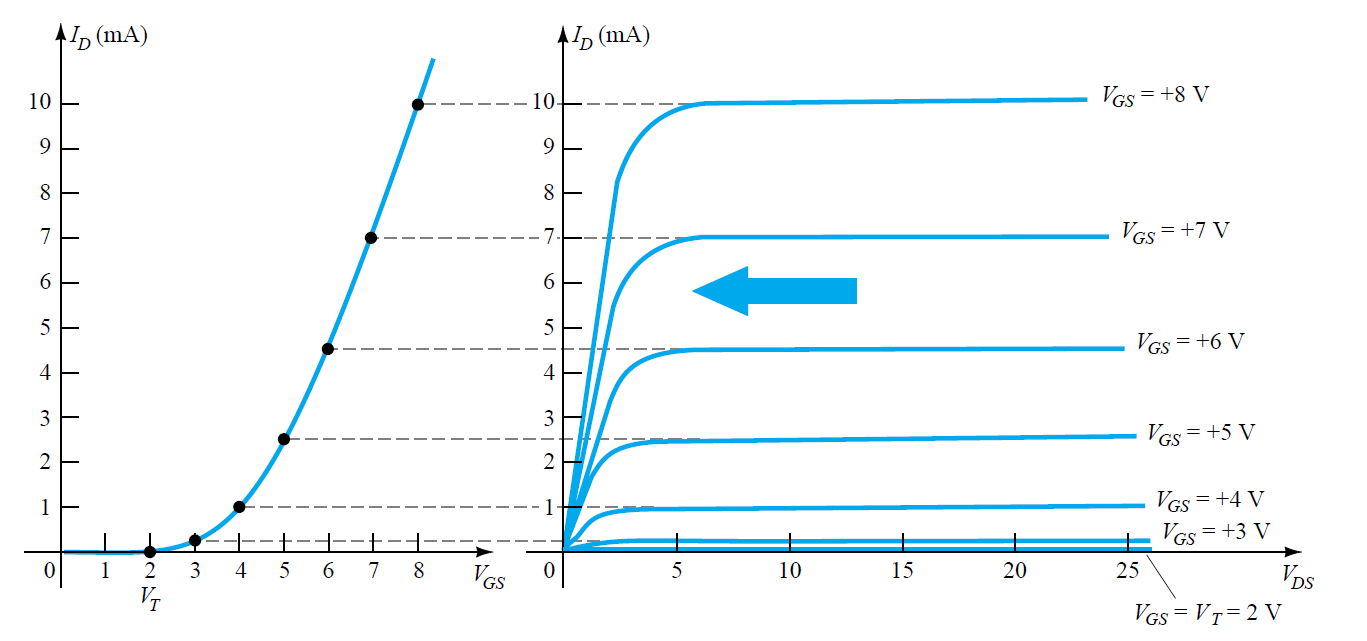 I_D (mA)
10
9
8
7
6
5
4
3
2
1
0 1 2 3 4 5 6 7 8 V_GS
V_T
I_D (mA)
10
9
8
7
6
5
4
3
2
1
0 5 10 15 20 25 V_DS
V_GS = +8 V
V_GS = +7 V
V_GS = +6 V
V_GS = +5 V
V_GS = +4 V
V_GS = +3 V
V_GS = V_T = 2 V